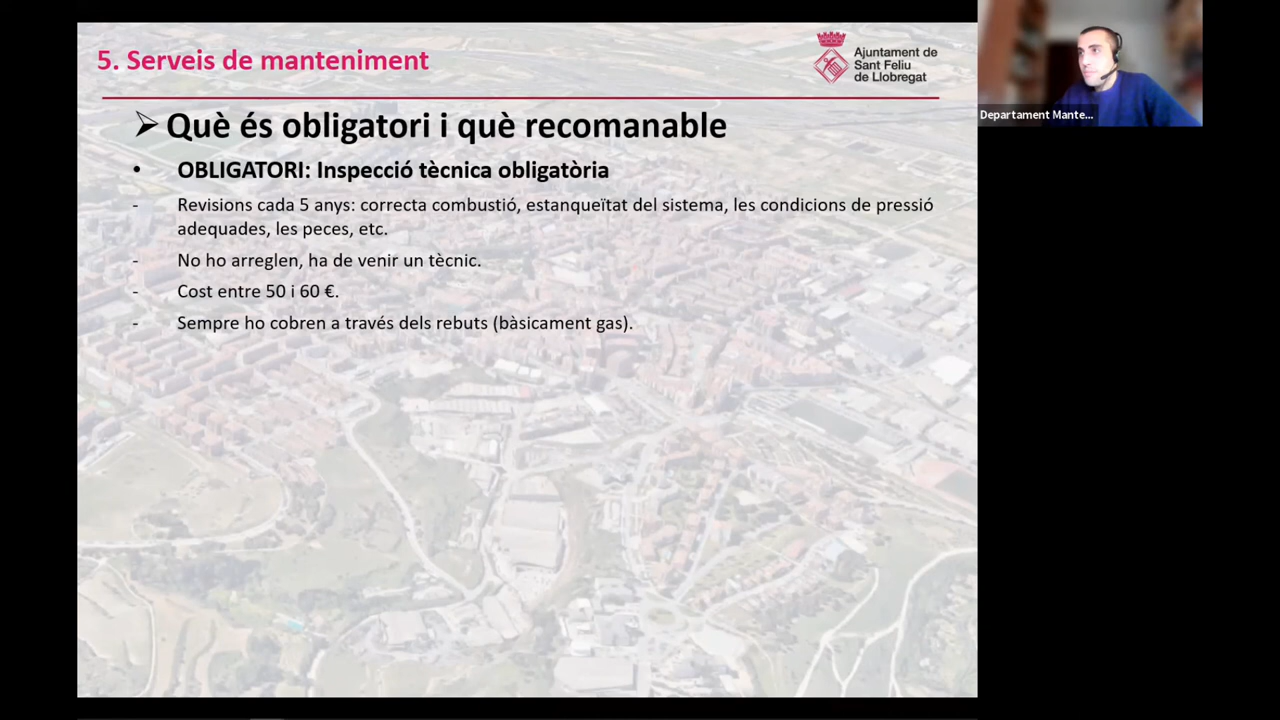 5. Serveis de manteniment
Ajuntament de
Sant Feliu
de Llobregat
Departament Mante...
Què és obligatori i què recomanable
• OBLIGATORI: Inspecció tècnica obligatòria
- Revisions cada 5 anys: correcta combustió, estanqueïtat del sistema, les condicions de pressió
adequades, les peces, etc.
- No ho arreglen, ha de venir un tècnic.
- Cost entre 50 i 60 €.
- Sempre ho cobren a través dels rebuts (bàsicament gas).